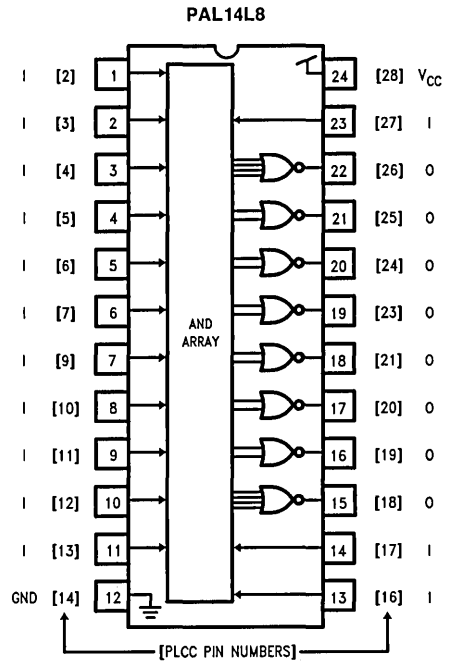 PAL14L8
I [2] 1 24 [28] VCC
I [3] 2 23 [27] I
I [4] 3 22 [26] O
I [5] 4 21 [25] O
I [6] 5 20 [24] O
I [7] 6 19 [23] O
AND
ARRAY
I [9] 7 18 [21] O
I [10] 8 17 [20] O
I [11] 9 16 [19] O
I [12] 10 15 [18] O
I [13] 11 14 [17] I
GND [14] 12 13 [16] I
[PLCC PIN NUMBERS]